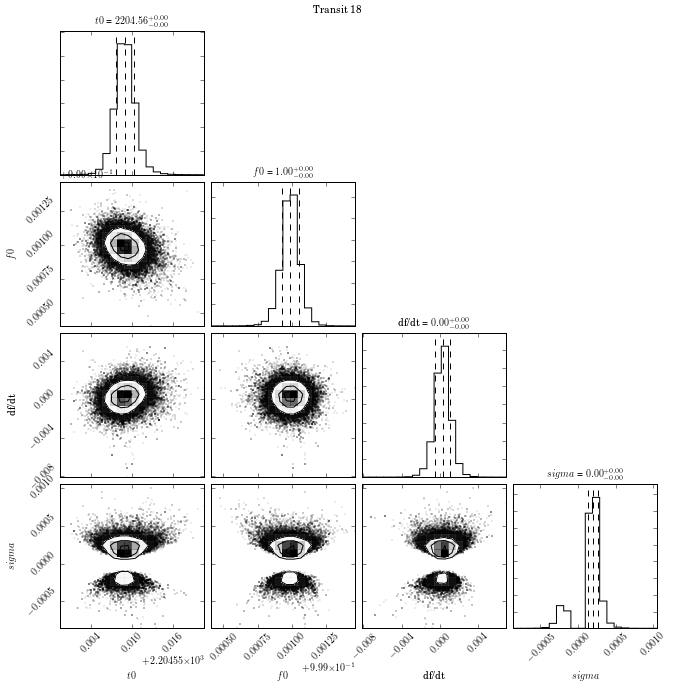 Transit 18
t0 = 2204.56 +0.00 −0.00
f0 = 1.00 +0.00 −0.00
0.00125
0.00100
0.00075
0.00050
f0
df/dt = 0.00 +0.00 −0.00
0.004
0.000
−0.004
−0.008
df/dt
sigma = 0.00 +0.00 −0.00
0.0010
0.0005
0.0000
−0.0005
sigma
0.004 0.010 0.016
+2.20455×10³
t0
0.00050 0.00075 0.00100 0.00125
+9.99×10⁻¹
f0
−0.008 −0.004 0.000 0.004
df/dt
−0.0005 0.0000 0.0005 0.0010
sigma